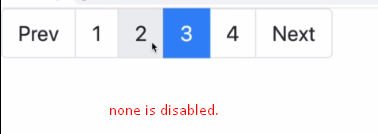 Prev 1 2 3 4 Next
none is disabled.